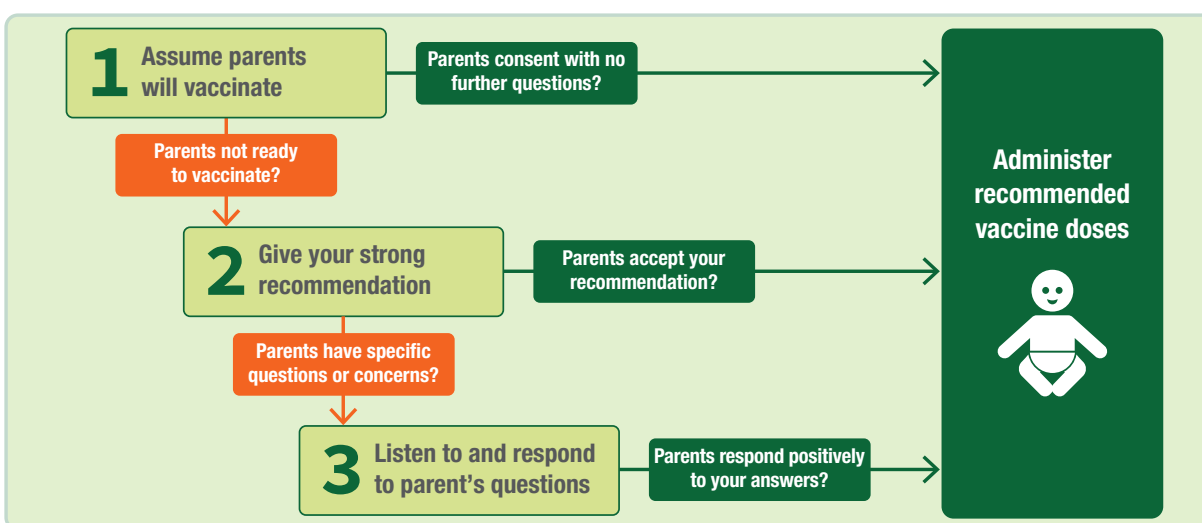 1
Assume parents
will vaccinate
Parents consent with no
further questions?
Parents not ready
to vaccinate?
2
Give your strong
recommendation
Parents accept your
recommendation?
Parents have specific
questions or concerns?
3
Listen to and respond
to parent’s questions
Parents respond positively
to your answers?
Administer
recommended
vaccine doses